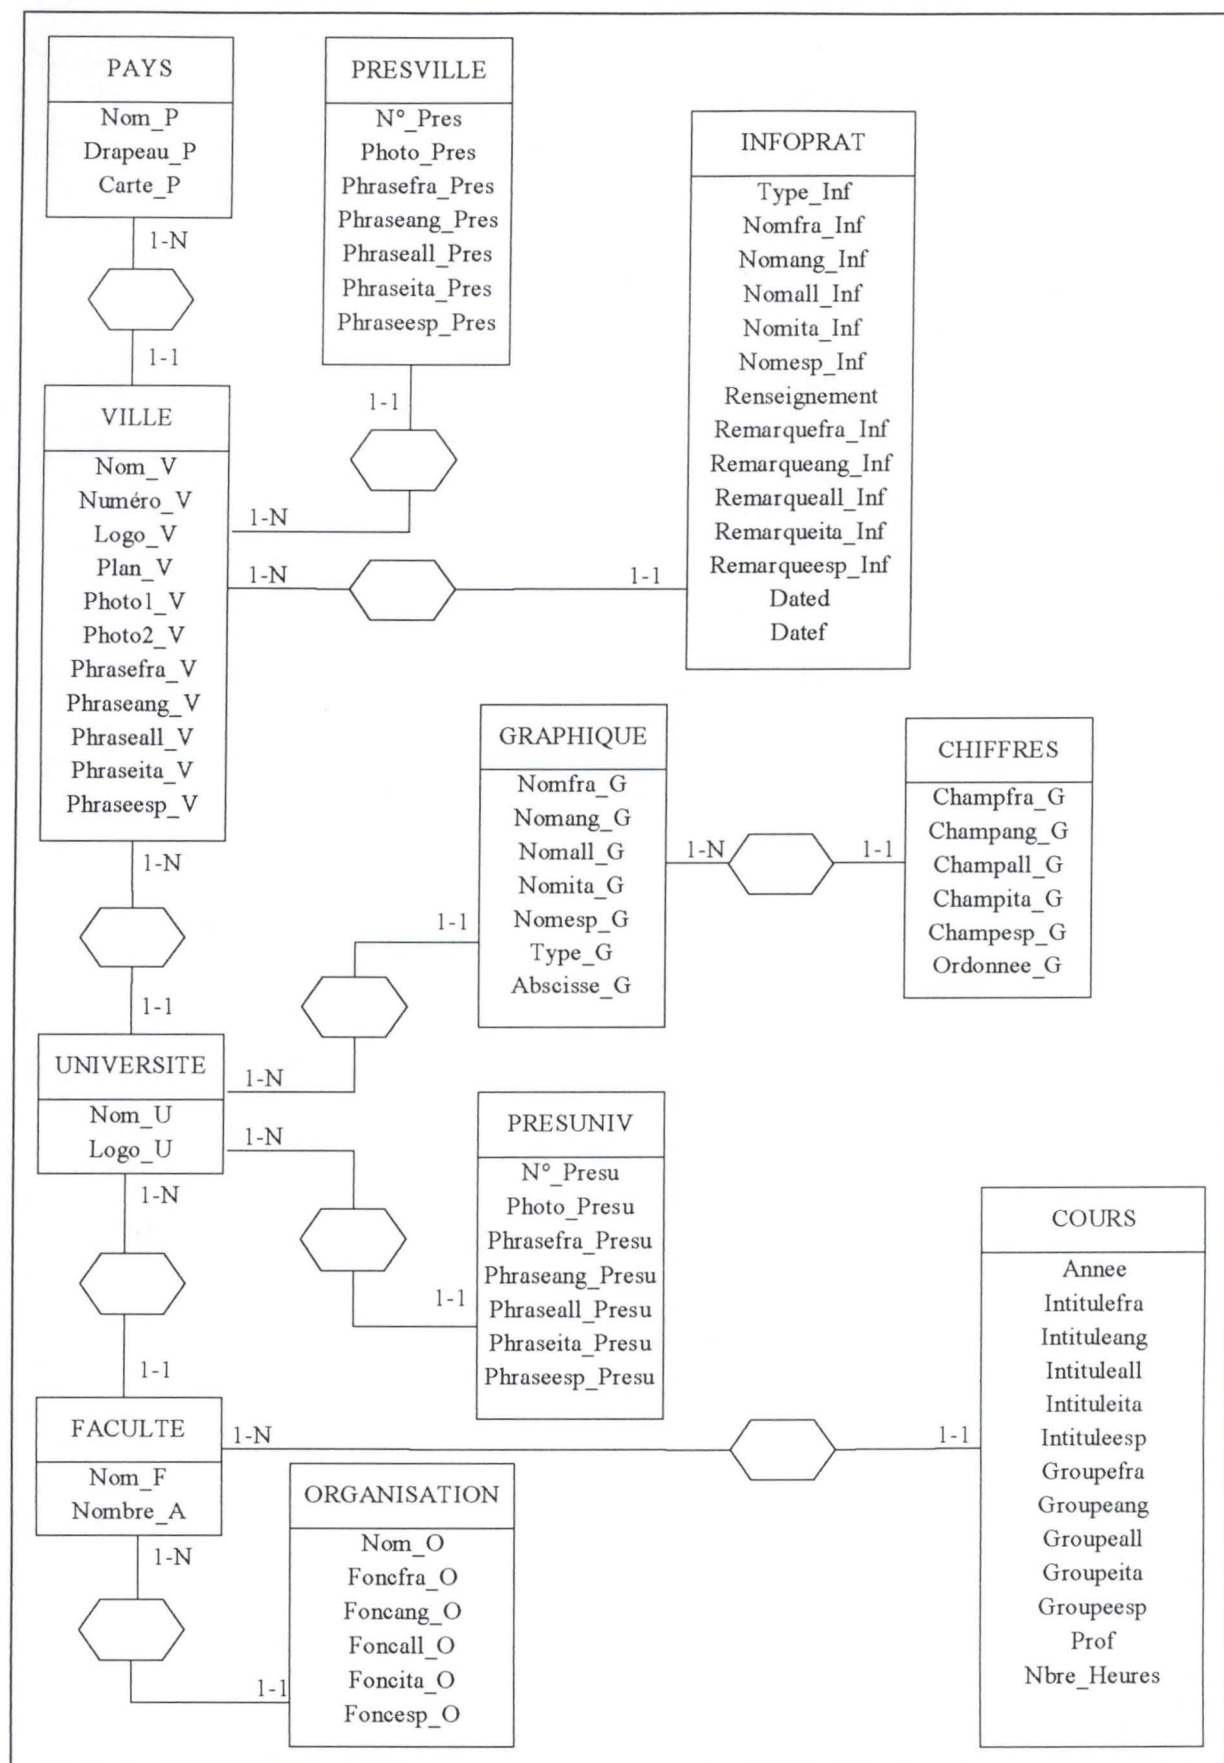 PAYS
Nom_P
Drapeau_P
Carte_P
1-N
1-1
PRESVILLE
N°_Pres
Photo_Pres
Phrasefra_Pres
Phraseang_Pres
Phraseall_Pres
Phraseita_Pres
Phraseesp_Pres
1-1
INFOPRAT
Type_Inf
Nomfra_Inf
Nomang_Inf
Nomall_Inf
Nomita_Inf
Nomesp_Inf
Renseignement
Remarquefra_Inf
Remarqueang_Inf
Remarqueall_Inf
Remarqueita_Inf
Remarqueesp_Inf
Dated
Datef
VILLE
Nom_V
Numéro_V
Logo_V
Plan_V
Photo1_V
Photo2_V
Phrasefra_V
Phraseang_V
Phraseall_V
Phraseita_V
Phraseesp_V
1-N
1-N
1-1
1-N
1-1
GRAPHIQUE
Nomfra_G
Nomang_G
Nomall_G
Nomita_G
Nomesp_G
Type_G
Abscisse_G
1-1
1-N
1-1
CHIFFRES
Champfra_G
Champang_G
Champall_G
Champita_G
Champesp_G
Ordonnee_G
UNIVERSITE
Nom_U
Logo_U
1-N
1-N
1-N
1-1
PRESUNIV
N°_Presu
Photo_Presu
Phrasefra_Presu
Phraseang_Presu
Phraseall_Presu
Phraseita_Presu
Phraseesp_Presu
1-1
COURS
Annee
Intitulefra
Intituleang
Intituleall
Intituleita
Intituleesp
Groupefra
Groupeang
Groupeall
Groupeita
Groupeesp
Prof
Nbre_Heures
FACULTE
Nom_F
Nombre_A
1-N
1-1
1-N
1-1
ORGANISATION
Nom_O
Foncfra_O
Foncang_O
Foncall_O
Foncita_O
Foncesp_O